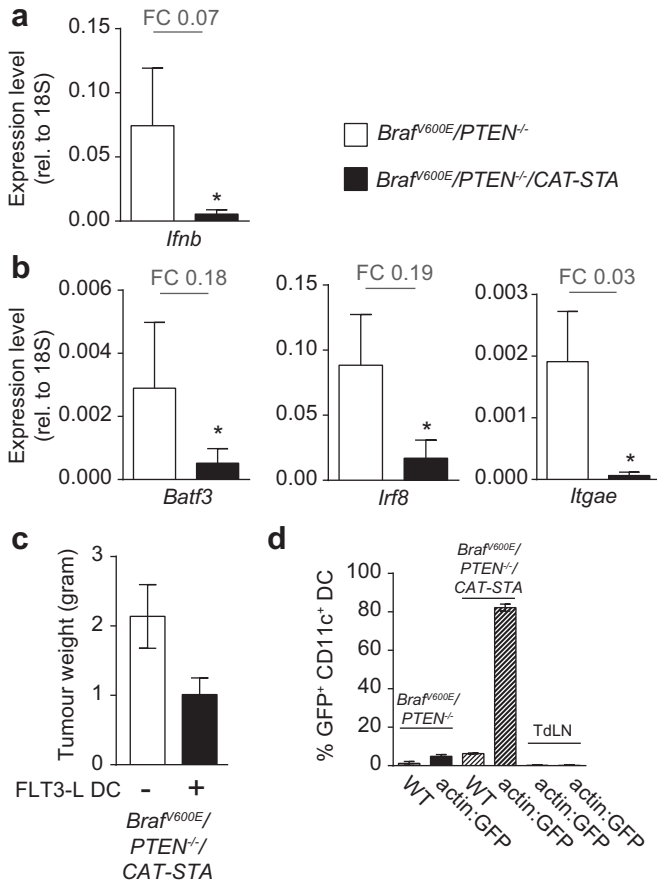 a
FC 0.07
Expression level
(rel. to 18S)
0.15
0.10
0.05
0.00
*
Ifnb
Braf^V600E/PTEN^-/-
Braf^V600E/PTEN^-/-/CAT-STA
b
Expression level
(rel. to 18S)
FC 0.18
0.006
0.004
0.002
0.000
*
Batf3
FC 0.19
0.15
0.10
0.05
0.00
*
Irf8
FC 0.03
0.003
0.002
0.001
0.000
*
Itgae
c
Tumour weight (gram)
3
2
1
0
FLT3-L DC - +
Braf^V600E/
PTEN^-/-/
CAT-STA
d
% GFP+ CD11c+ DC
100
80
60
40
20
0
Braf^V600E/
PTEN^-/-
Braf^V600E/
PTEN^-/-/
CAT-STA
TdLN
WT
actin:GFP
WT
actin:GFP
actin:GFP
actin:GFP